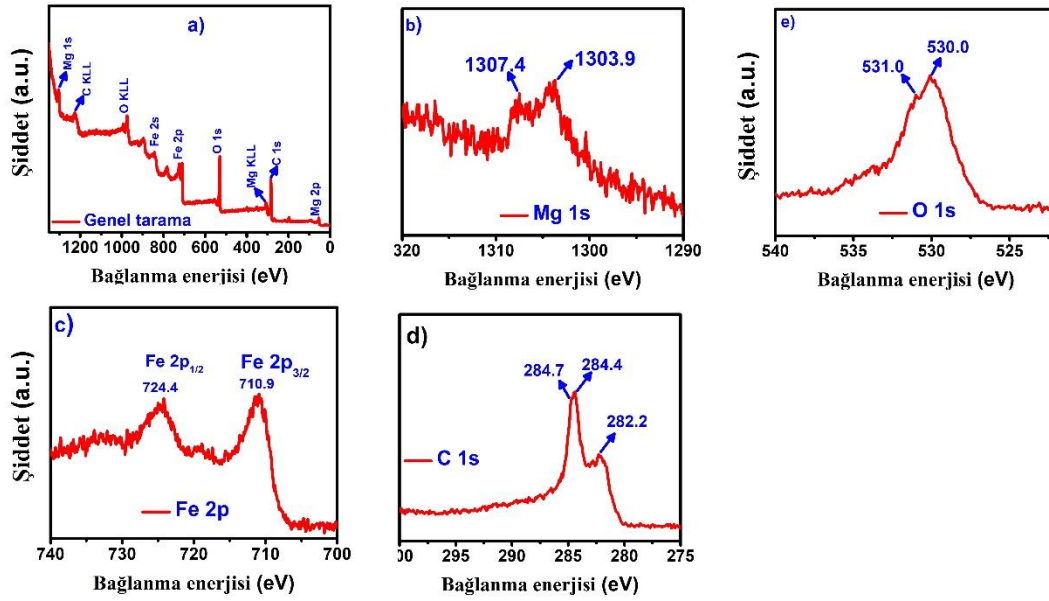 a)
Şiddet (a.u.)
Mg 1s
C KLL
O KLL
Fe 2s
Fe 2p
O 1s
Mg KLL
C 1s
Mg 2p
Genel tarama
1200 1000 800 600 400 200 0
Bağlanma enerjisi (eV)
b)
1307.4
1303.9
Mg 1s
320 1310 1300 1290
Bağlanma enerjisi (eV)
e)
Şiddet (a.u.)
531.0
530.0
O 1s
540 535 530 525
Bağlanma enerjisi (eV)
c)
Şiddet (a.u.)
Fe 2p1/2
724.4
Fe 2p3/2
710.9
Fe 2p
740 730 720 710 700
Bağlanma enerjisi (eV)
d)
284.7
284.4
282.2
C 1s
00 295 290 285 280 275
Bağlanma enerjisi (eV)